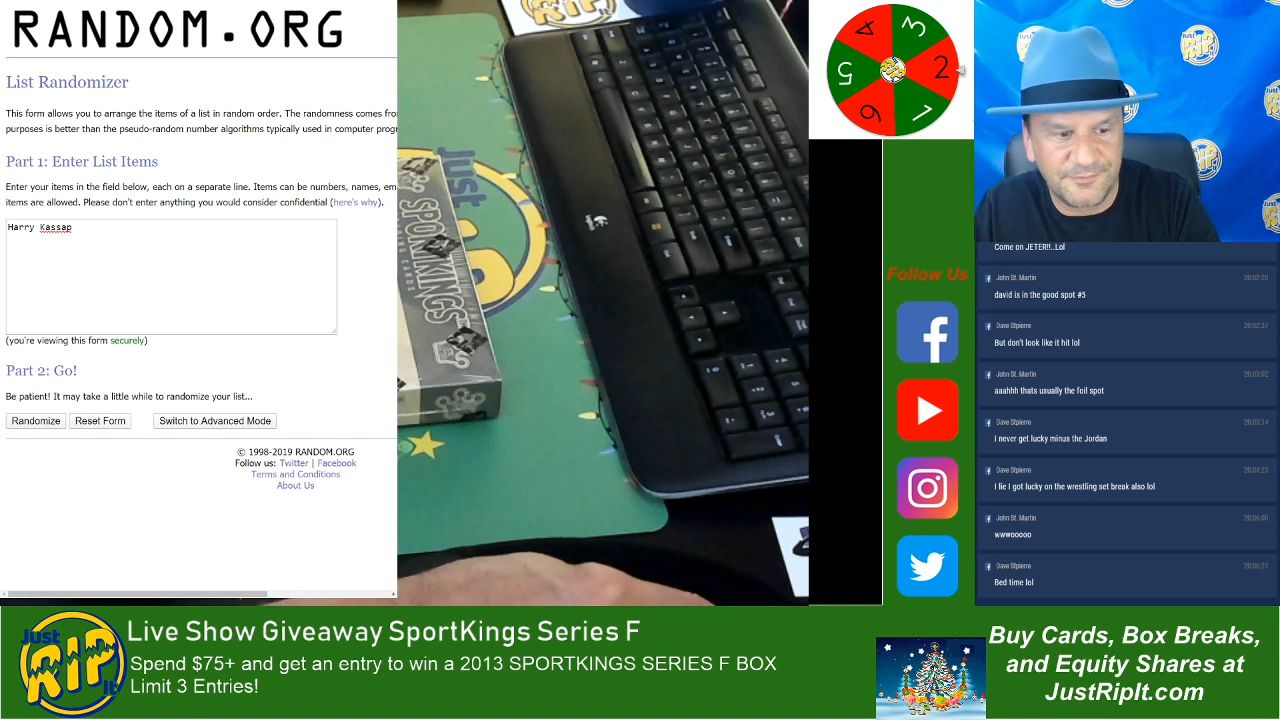 RANDOM.ORG
List Randomizer
This form allows you to arrange the items of a list in random order. The randomness comes fro
purposes is better than the pseudo-random number algorithms typically used in computer progr
Part 1: Enter List Items
Enter your items in the field below, each on a separate line. Items can be numbers, names, em
items are allowed. Please don't enter anything you would consider confidential (here's why).
Harry Kassap
(you're viewing this form securely)
Part 2: Go!
Be patient! It may take a little while to randomize your list...
Randomize Reset Form Switch to Advanced Mode
© 1998-2019 RANDOM.ORG
Follow us: Twitter | Facebook
Terms and Conditions
About Us
Just
SPORTKINGS
4 3
5 2
6 1
RIP
Follow Us
Come on JETER!!..Lol
John St. Martin 20:02:20
david is in the good spot #5
Dave Stpierre 20:02:37
But don't look like it hit lol
John St. Martin 20:03:02
aaahhh thats usually the foil spot
Dave Stpierre 20:03:14
I never get lucky minus the Jordan
Dave Stpierre 20:04:25
I lie I got lucky on the wrestling set break also lol
John St. Martin 20:06:00
wwwooooo
Dave Stpierre 20:06:27
Bed time lol
Just
RIP
It
Live Show Giveaway SportKings Series F
Spend $75+ and get an entry to win a 2013 SPORTKINGS SERIES F BOX
Limit 3 Entries!
Buy Cards, Box Breaks,
and Equity Shares at
JustRipIt.com